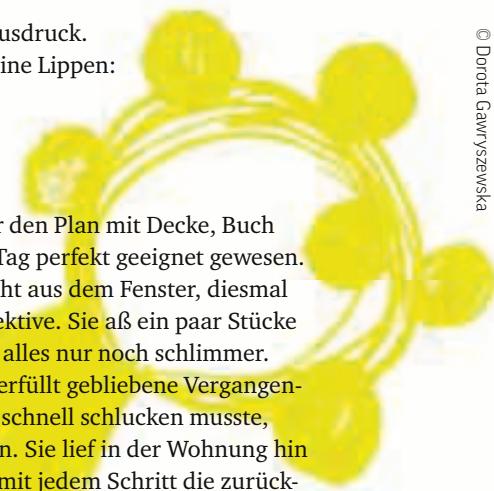 usdruck.
ine Lippen:
r den Plan mit Decke, Buch
Tag perfekt geeignet gewesen.
ht aus dem Fenster, diesmal
ektive. Sie aß ein paar Stücke
alles nur noch schlimmer.
erfüllt gebliebene Vergangen-
schnell schlucken musste,
n. Sie lief in der Wohnung hin
mit jedem Schritt die zurück-
© Dorota Gawryszewska